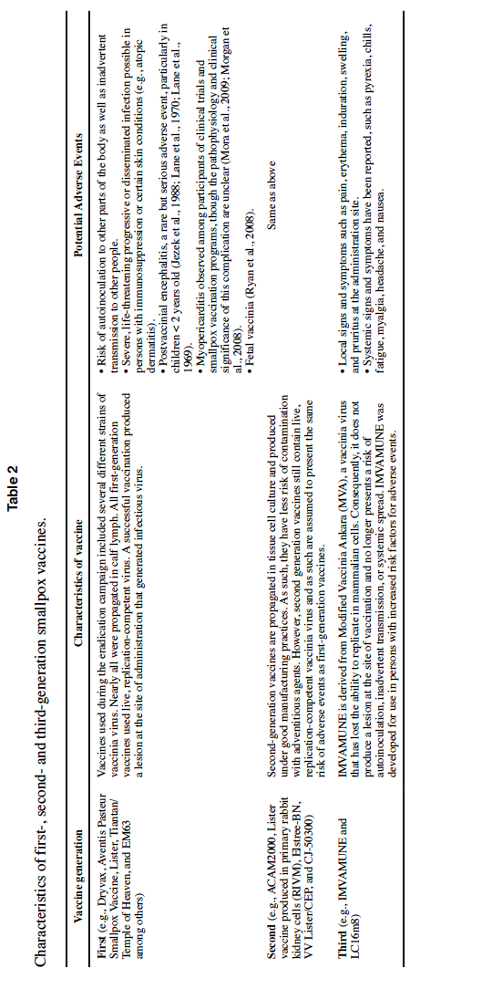 Table 2
Characteristics of first-, second- and third-generation smallpox vaccines.
Vaccine generation
Characteristics of vaccine
Potential Adverse Events
First (e.g., Dryvax, Aventis Pasteur
Smallpox Vaccine, Lister, Tiantan/
Temple of Heaven, and EM63
among others)
Vaccines used during the eradication campaign included several different strains of
vaccinia virus. Nearly all were propagated in calf lymph. All first-generation
vaccines used live, replication-competent virus. A successful vaccination produced
a lesion at the site of administration that generated infectious virus.
• Risk of autoinoculation to other parts of the body as well as inadvertent
transmission to other people.
• Severe, life-threatening progressive or disseminated infection possible in
persons with immunosuppression or certain skin conditions (e.g., atopic
dermatitis).
• Postvaccinial encephalitis, a rare but serious adverse event, particularly in
children < 2 years old (Jezek et al., 1988; Lane et al., 1970; Lane et al.,
1969).
• Myopericarditis observed among participants of clinical trials and
smallpox vaccination programs, though the pathophysiology and clinical
significance of this complication are unclear (Mora et al., 2009; Morgan et
al., 2008).
• Fetal vaccinia (Ryan et al., 2008).
Second (e.g., ACAM2000, Lister
vaccine produced in primary rabbit
kidney cells (RIVM), Elstree-BN,
VV Lister/CEP, and CJ-50300)
Second-generation vaccines are propagated in tissue cell culture and produced
under good manufacturing practices. As such, they have less risk of contamination
with adventitious agents. However, second generation vaccines still contain live,
replication-competent vaccinia virus and as such are assumed to present the same
risk of adverse events as first-generation vaccines.
Same as above
Third (e.g., IMVAMUNE and
LC16m8)
IMVAMUNE is derived from Modified Vaccinia Ankara (MVA), a vaccinia virus
that has lost the ability to replicate in mammalian cells. Consequently, it does not
produce a lesion at the site of vaccination and no longer presents a risk of
autoinoculation, inadvertent transmission, or systemic spread. IMVAMUNE was
developed for use in persons with increased risk factors for adverse events.
• Local signs and symptoms such as pain, erythema, induration, swelling,
and pruritus at the administration site.
• Systemic signs and symptoms have been reported, such as pyrexia, chills,
fatigue, myalgia, headache, and nausea.